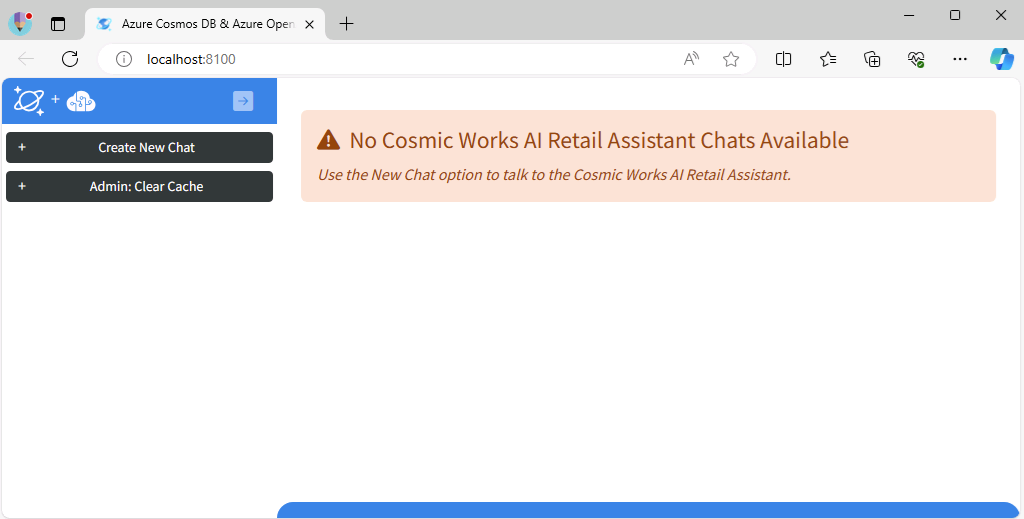 Azure Cosmos DB & Azure Open
localhost:8100
+
+ Create New Chat
+ Admin: Clear Cache
No Cosmic Works AI Retail Assistant Chats Available
Use the New Chat option to talk to the Cosmic Works AI Retail Assistant.